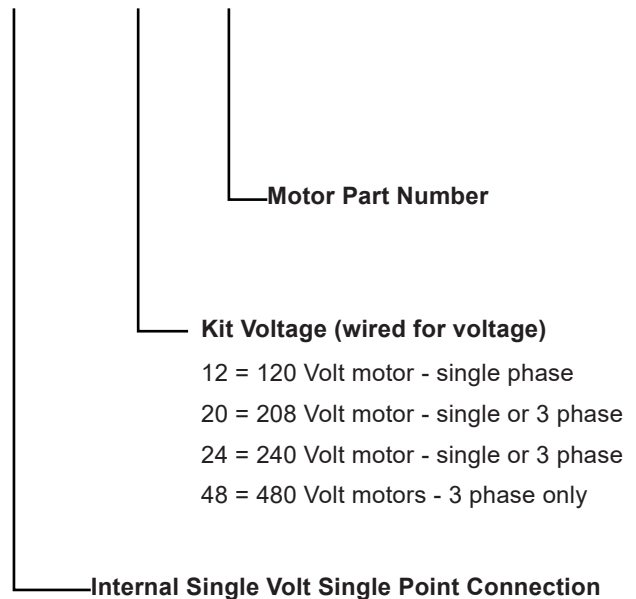 Motor Part Number
Kit Voltage (wired for voltage)
12 = 120 Volt motor - single phase
20 = 208 Volt motor - single or 3 phase
24 = 240 Volt motor - single or 3 phase
48 = 480 Volt motors - 3 phase only
Internal Single Volt Single Point Connection